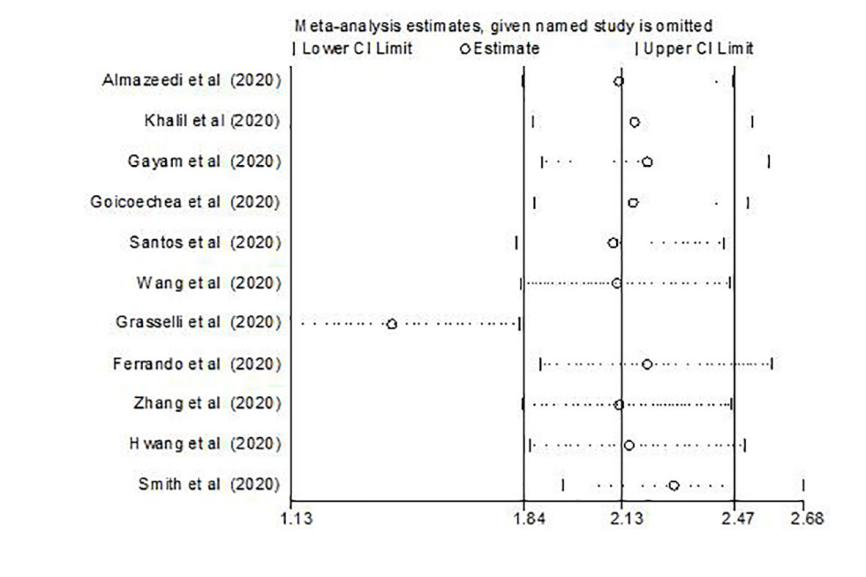 Meta-analysis estimates, given named study is omitted
| Lower CI Limit O Estimate | Upper CI Limit
Almazeedi et al (2020)
Khalil et al (2020)
Gayam et al (2020)
Goicoechea et al (2020)
Santos et al (2020)
Wang et al (2020)
Grasselli et al (2020)
Ferrando et al (2020)
Zhang et al (2020)
Hwang et al (2020)
Smith et al (2020)
1.13 1.84 2.13 2.47 2.68